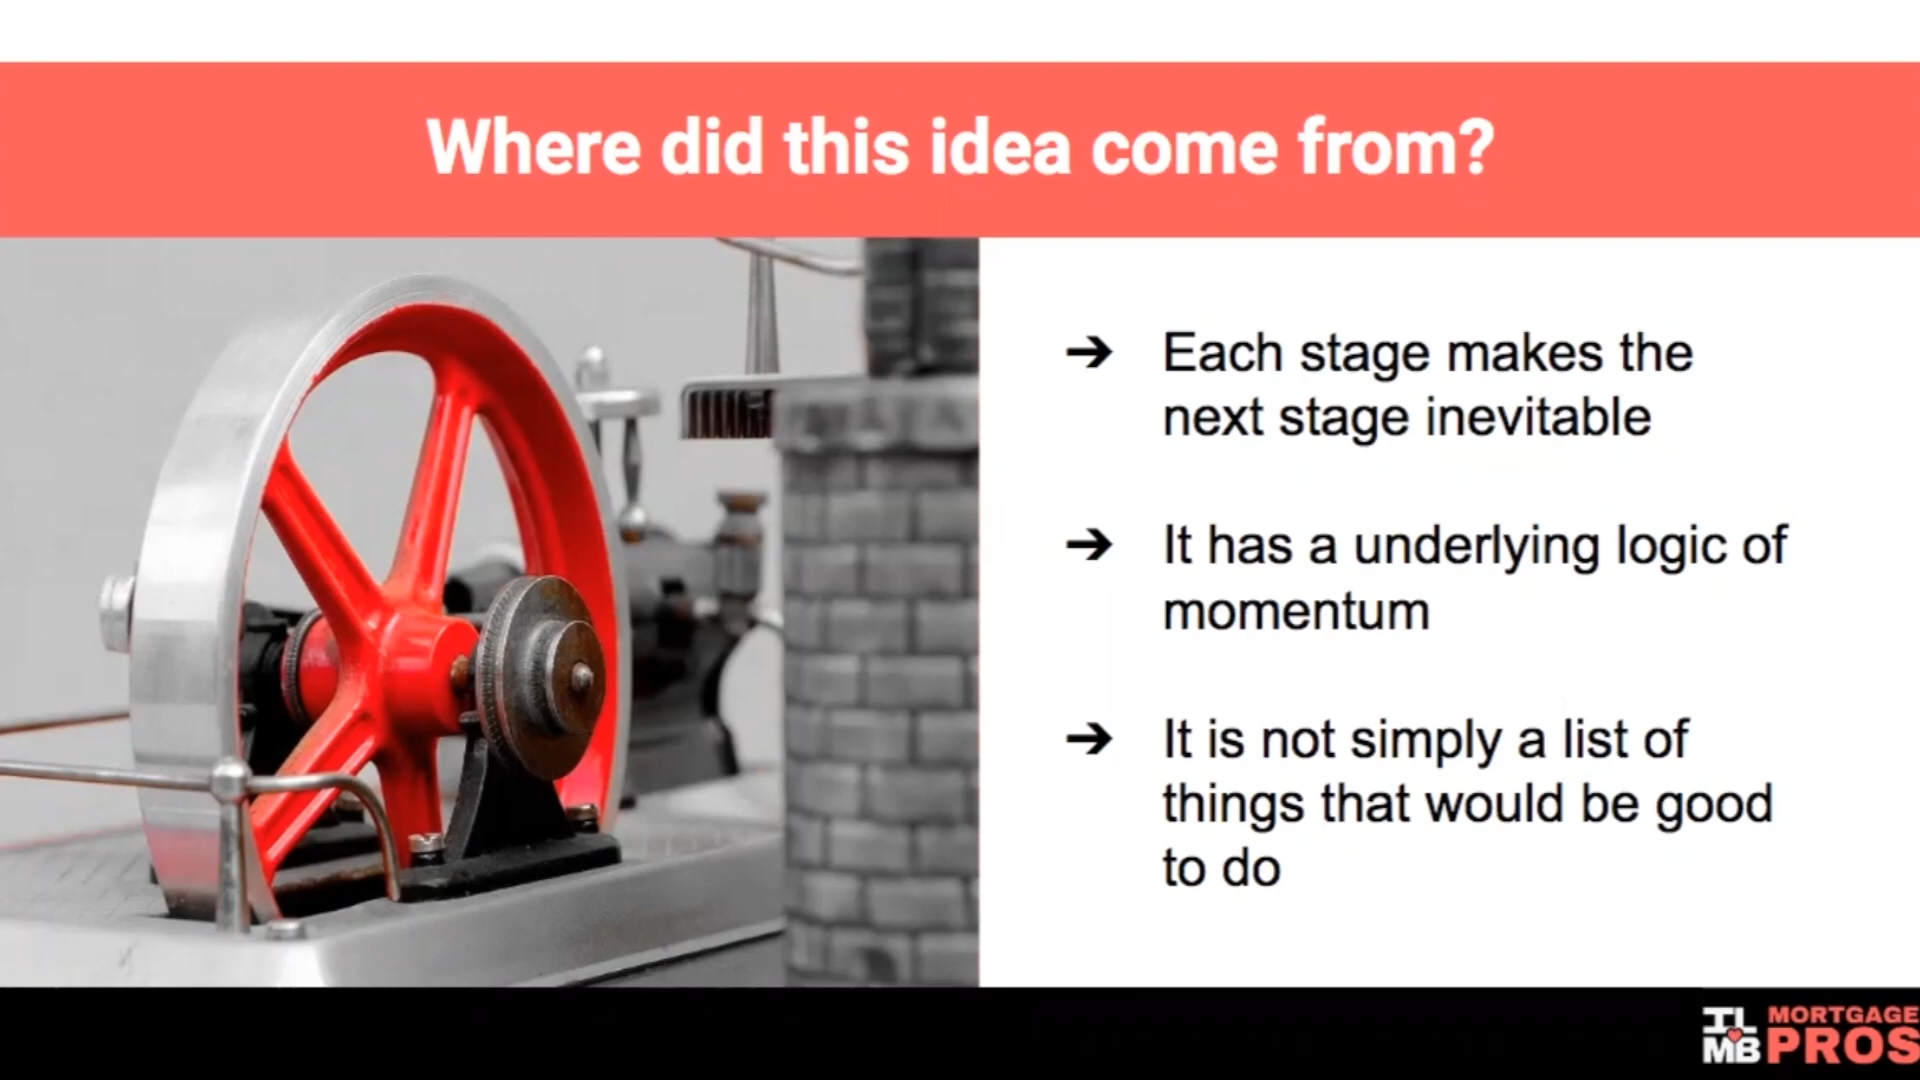 Where did this idea come from?
➔ Each stage makes the
next stage inevitable
➔ It has a underlying logic of
momentum
➔ It is not simply a list of
things that would be good
to do
IL
MB
MORTGAGE
PROS